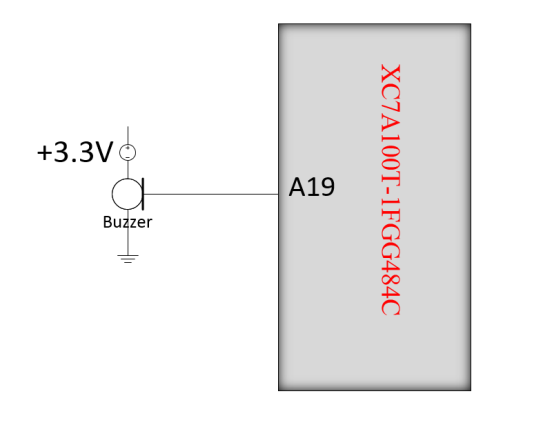 +3.3V
A19
Buzzer
XC7A100T-1FGG484C